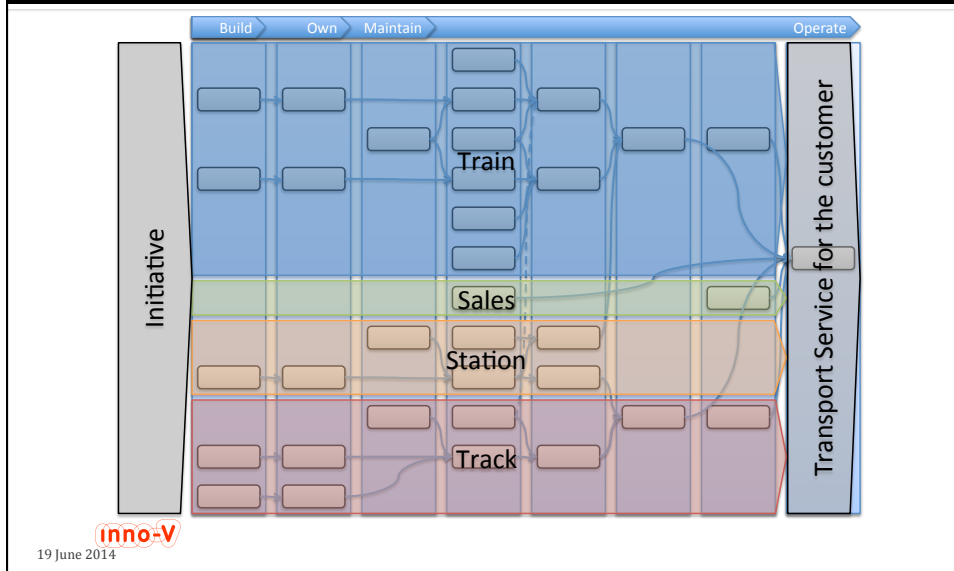 Build Own Maintain Operate
Initiative
Train
Sales
Station
Track
Transport Service for the customer
inno-V
19 June 2014